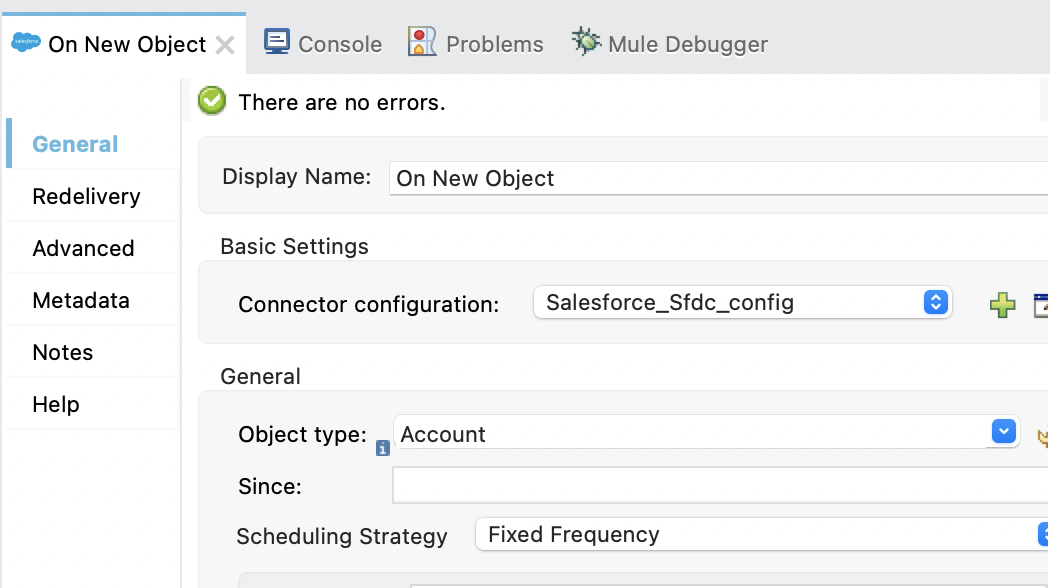 On New Object
Console
Problems
Mule Debugger
There are no errors.
General
Display Name: On New Object
Redelivery
Basic Settings
Advanced
Metadata
Connector configuration: Salesforce_Sfdc_config
Notes
General
Help
Object type: Account
Since:
Scheduling Strategy Fixed Frequency